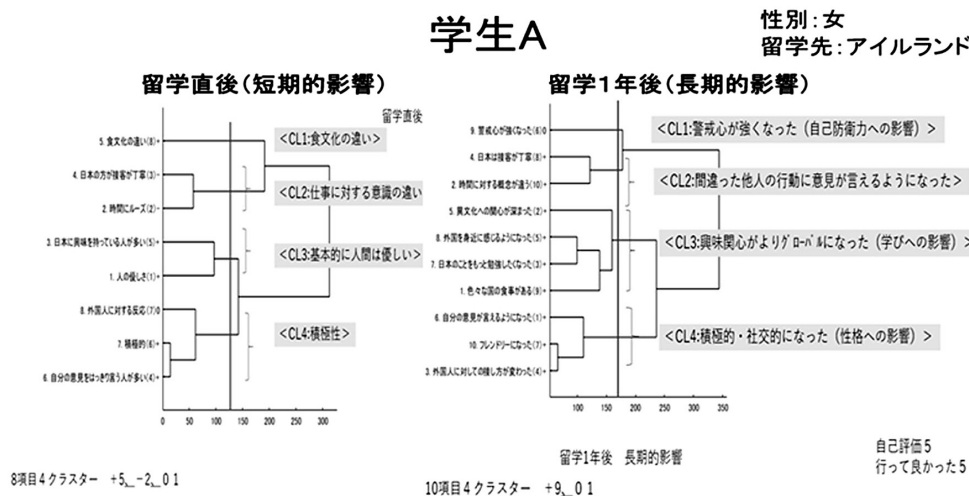 学生A
性別：女
留学先：アイルランド
留学直後（短期的影響）
留学直後
5. 食文化の違い(8)+
4. 日本の方が接客が丁寧(3)-
2. 時間にルーズ(2)-
3. 日本に興味を持っている人が多い(5)+
1. 人の優しさ(1)+
8. 外国人に対する反応(7)0
7. 積極的(6)+
6. 自分の意見をはっきり言う人が多い(4)+
<CL1:食文化の違い>
<CL2:仕事に対する意識の違い
<CL3:基本的に人間は優しい>
<CL4:積極性>
0 50 100 150 200 250 300
8項目4クラスター +5､-2､0 1
留学1年後（長期的影響）
9. 警戒心が強くなった(6)0
4. 日本は接客が丁寧(8)+
2. 時間に対する概念が違う(10)+
5. 異文化への関心が深まった(2)+
8. 外国を身近に感じるようになった(5)+
7. 日本のことをもっと勉強したくなった(3)+
1. 色々な国の食事がある(9)+
6. 自分の意見が言えるようになった(1)+
10. フレンドリーになった(7)+
3. 外国人に対しての接し方が変わった(4)+
<CL1:警戒心が強くなった（自己防衛力への影響）>
<CL2:間違った他人の行動に意見が言えるようになった>
<CL3:興味関心がよりグローバルになった（学びへの影響）>
<CL4:積極的・社交的になった（性格への影響）>
100 150 200 250 300 350
留学1年後 長期的影響
10項目4クラスター +9､0 1
自己評価5
行って良かった5